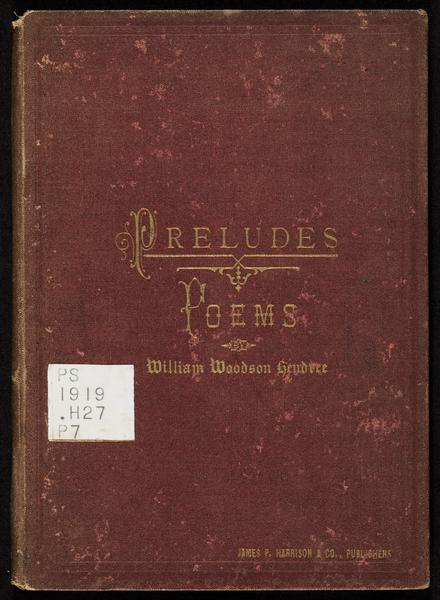 PRELUDES
POEMS
BY
William Woodson Hendree
PS
1919
.H27
P7
JAMES P. HARRISON & CO., PUBLISHERS